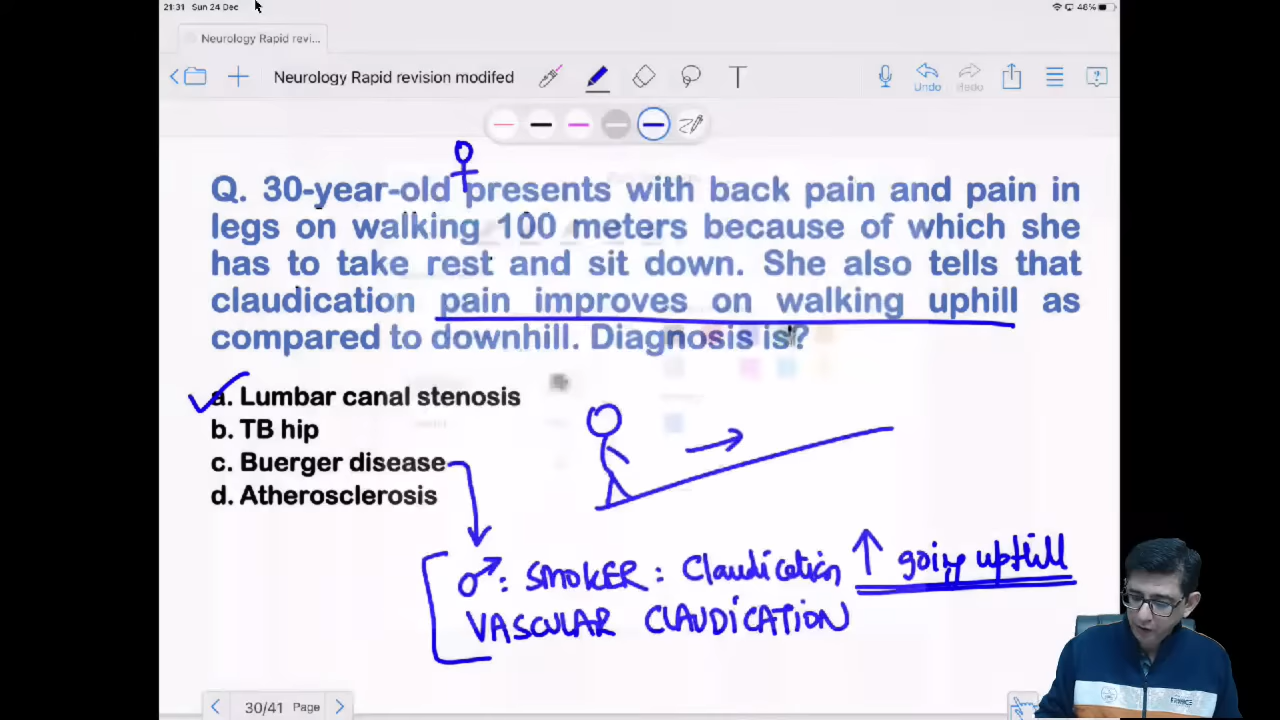 21:31 Sun 24 Dec
48%
Neurology Rapid revi...
Neurology Rapid revision modifed
T
Undo
Redo
Q. 30-year-old presents with back pain and pain in
legs on walking 100 meters because of which she
has to take rest and sit down. She also tells that
claudication pain improves on walking uphill as
compared to downhill. Diagnosis is?
a. Lumbar canal stenosis
b. TB hip
c. Buerger disease
d. Atherosclerosis
♂: SMOKER: Claudication ↑ going uphill
VASCULAR CLAUDICATION
30/41 Page